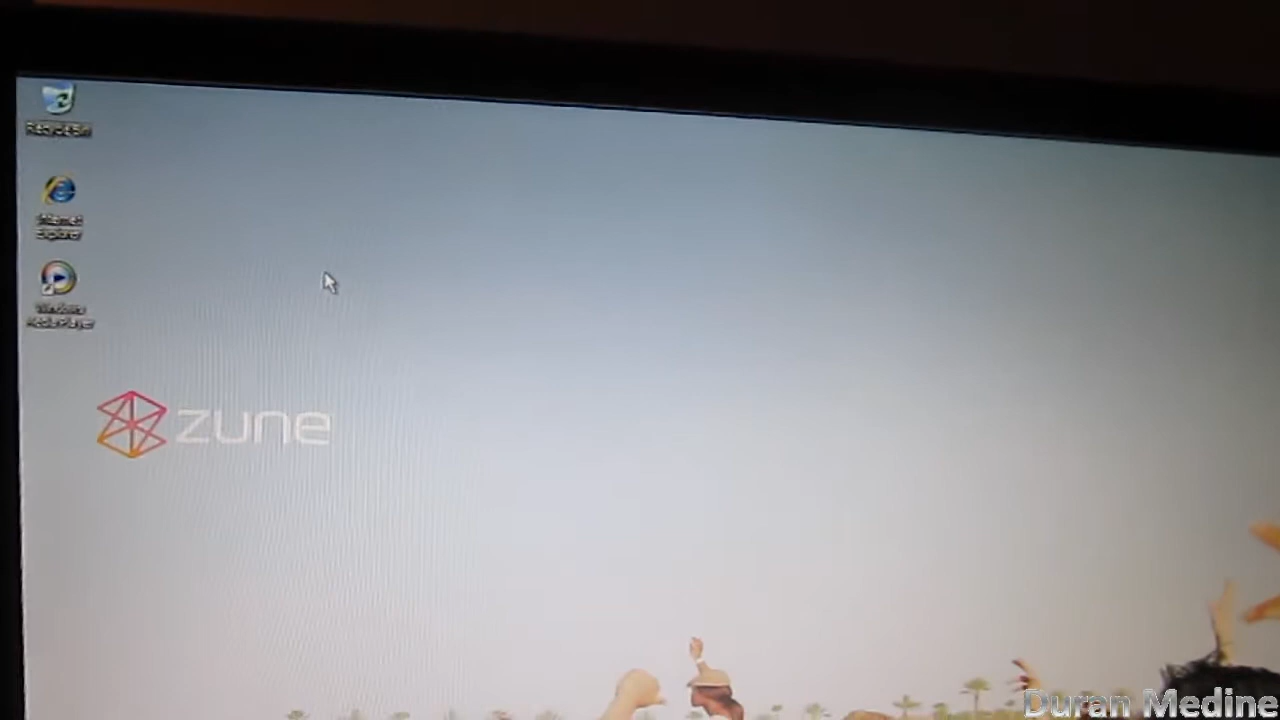 Recycle Bin
Internet
Explorer
Windows
Media Player
zune
Duran Medine